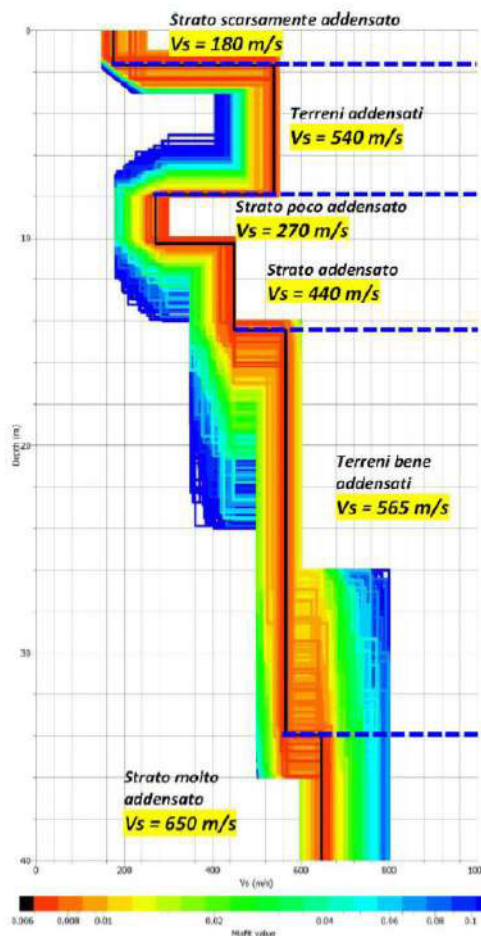 0
Strato scarsamente addensato
Vs = 180 m/s
Terreni addensati
Vs = 540 m/s
Strato poco addensato
Vs = 270 m/s
10
Strato addensato
Vs = 440 m/s
Depth (m)
20
Terreni bene
addensati
Vs = 565 m/s
30
Strato molto
addensato
Vs = 650 m/s
40
0 200 400 600 800 1000
Vs (m/s)
0.006 0.008 0.01 0.02 0.04 0.06 0.08 0.1
Misfit value